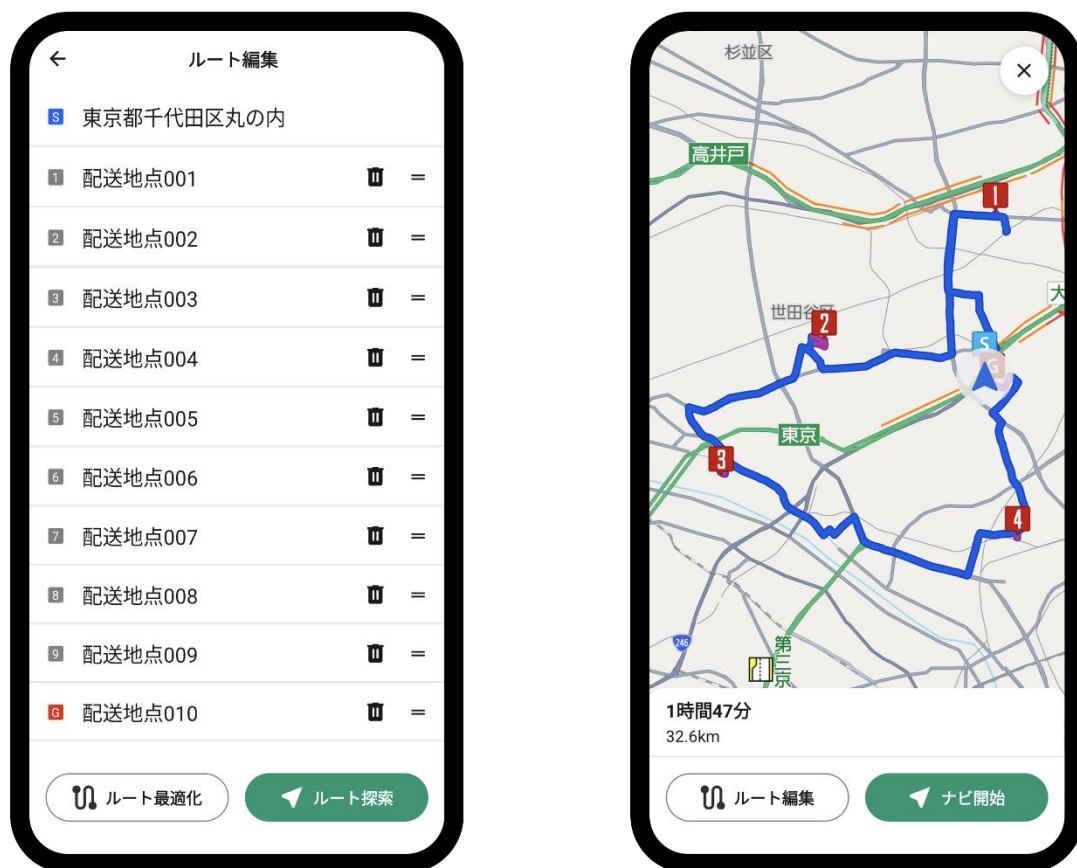 ルート編集
S 東京都千代田区丸の内
1 配送地点001
2 配送地点002
3 配送地点003
4 配送地点004
5 配送地点005
6 配送地点006
7 配送地点007
8 配送地点008
9 配送地点009
G 配送地点010
ルート最適化
ルート探索
杉並区
高井戸
1
大
世田谷区
2
S
G
東京
3
4
246
第三京
1時間47分
32.6km
ルート編集
ナビ開始